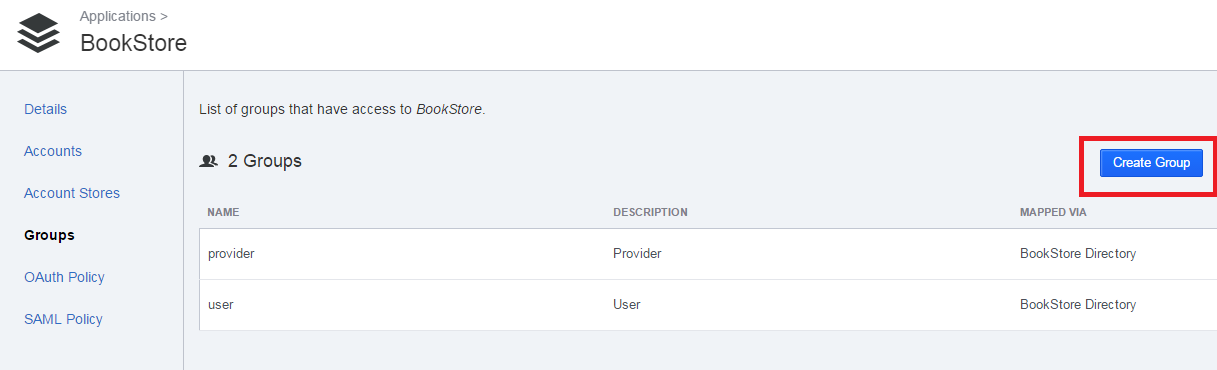 Applications >
BookStore
Details
Accounts
Account Stores
Groups
OAuth Policy
SAML Policy
List of groups that have access to BookStore.
2 Groups
Create Group
NAME DESCRIPTION MAPPED VIA
provider Provider BookStore Directory
user User BookStore Directory